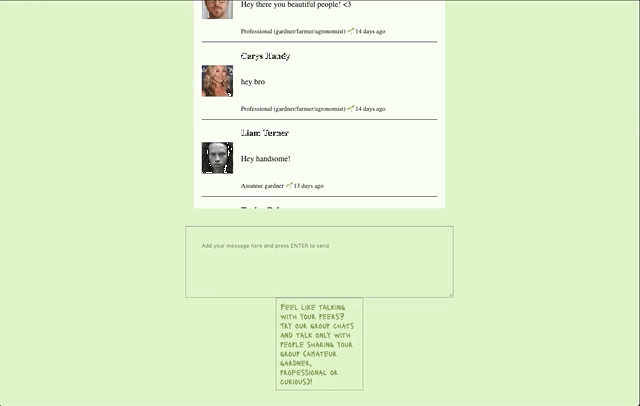 Hey there you beautiful people! <3
Professional (gardner/farmer/agronomist) 14 days ago
Carys Handy
hey bro
Professional (gardner/farmer/agronomist) 14 days ago
Liam Turner
Hey handsome!
Amateur gardner 13 days ago
Add your message here and press ENTER to send
Feel like talking
with your peers?
Try our group chats
and talk only with
people sharing your
group (amateur
gardner,
professional or
curious)!